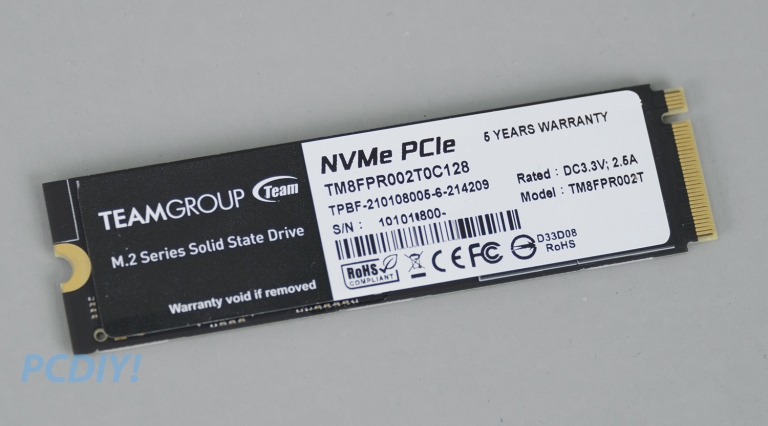 TEAMGROUP Team
M.2 Series Solid State Drive
Warranty void if removed
NVMe PCIe
5 YEARS WARRANTY
TM8FPR002T0C128
TPBF-210108005-6-214209
S/N :
Rated : DC3.3V; 2.5A
Model : TM8FPR002T
RoHS
COMPLIANT
CE FC
D33D08
RoHS
PCDIY!